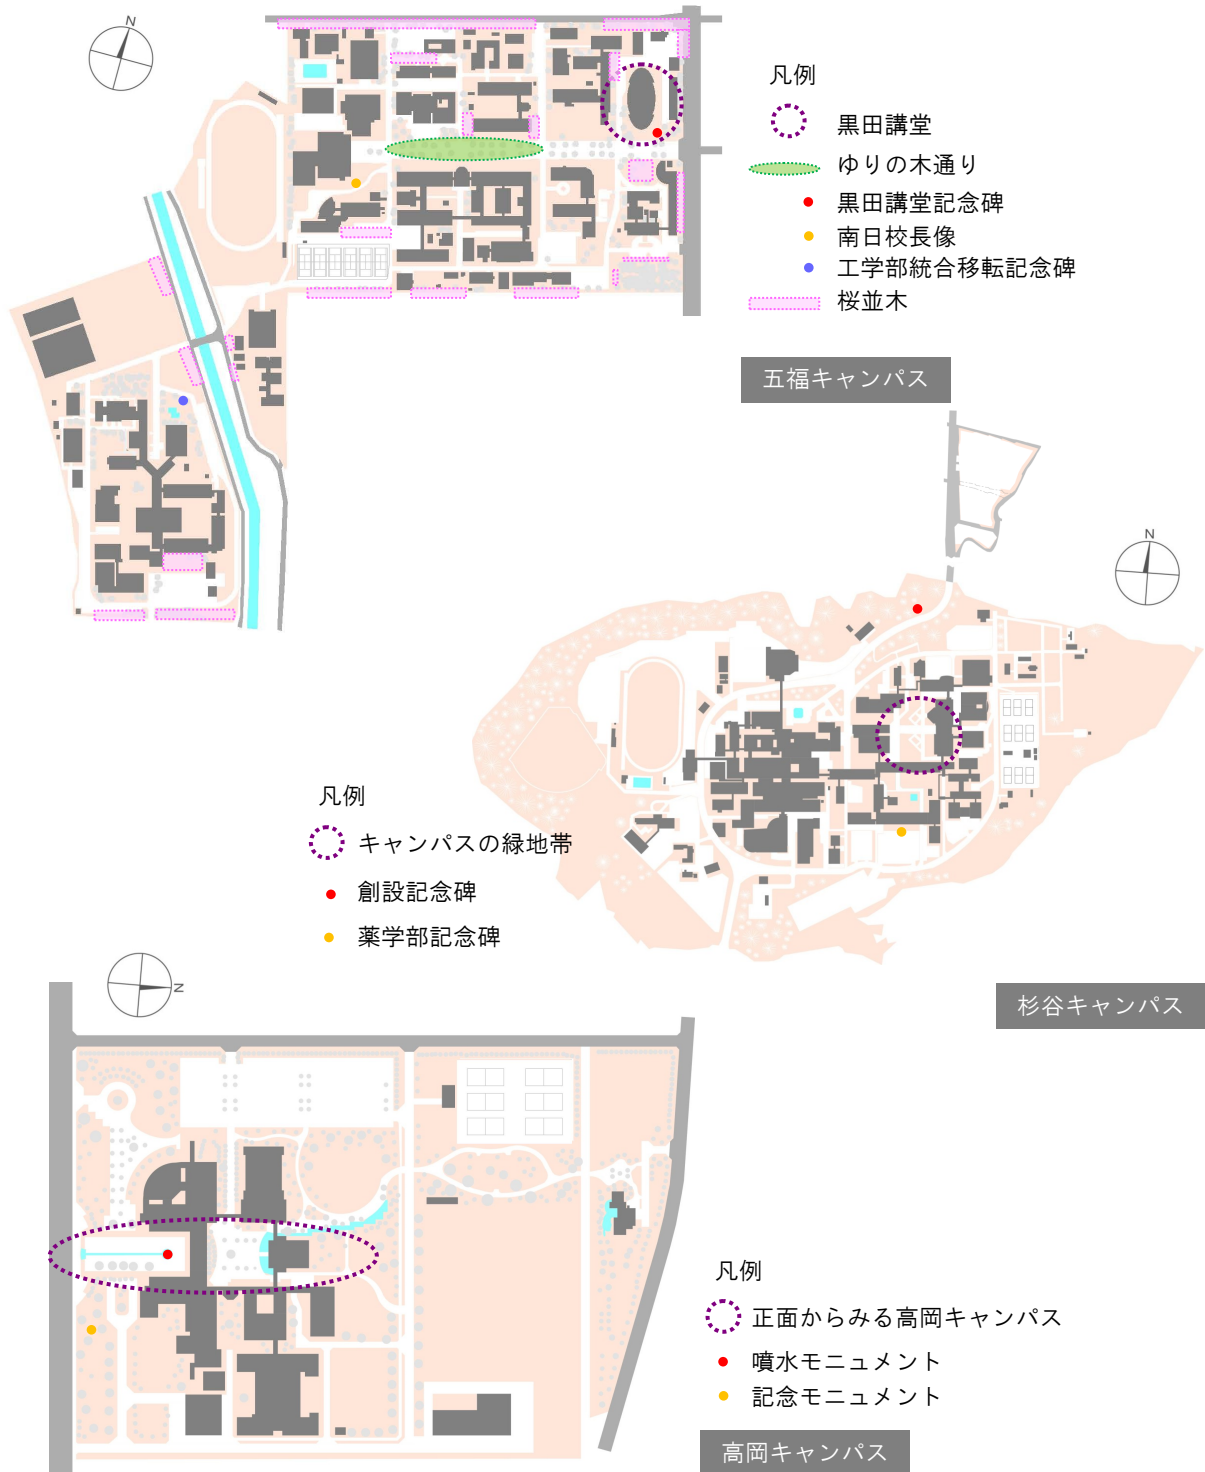 N
凡例
黒田講堂
ゆりの木通り
黒田講堂記念碑
南日校長像
工学部統合移転記念碑
桜並木
五福キャンパス
N
凡例
キャンパスの緑地帯
創設記念碑
薬学部記念碑
杉谷キャンパス
N
凡例
正面からみる高岡キャンパス
噴水モニュメント
記念モニュメント
高岡キャンパス